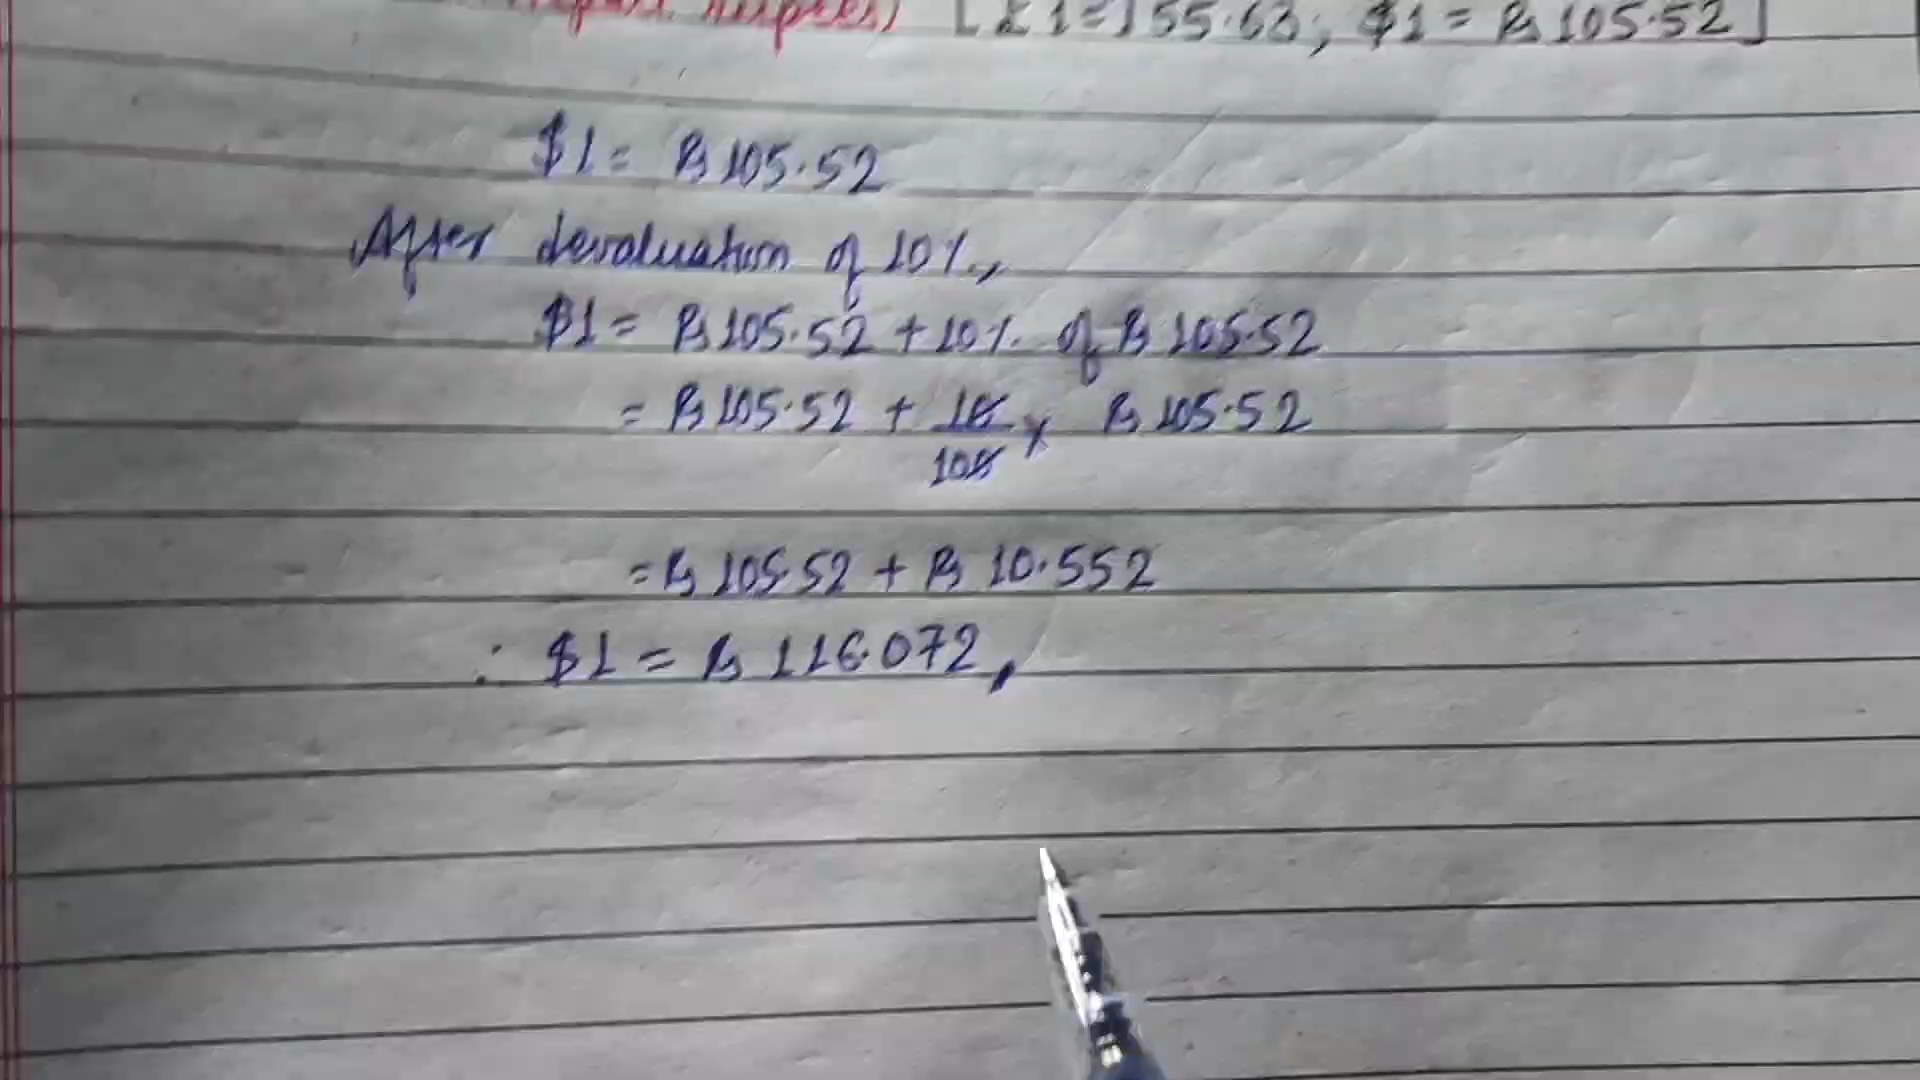 rupees) [£1=155.63; $1 = Rs 105.52]
$1 = Rs 105.52
After devaluation of 10%,
$1 = Rs 105.52 + 10% of Rs 105.52
= Rs 105.52 + 10/100 × Rs 105.52
= Rs 105.52 + Rs 10.552
∴ $1 = Rs 116.072,